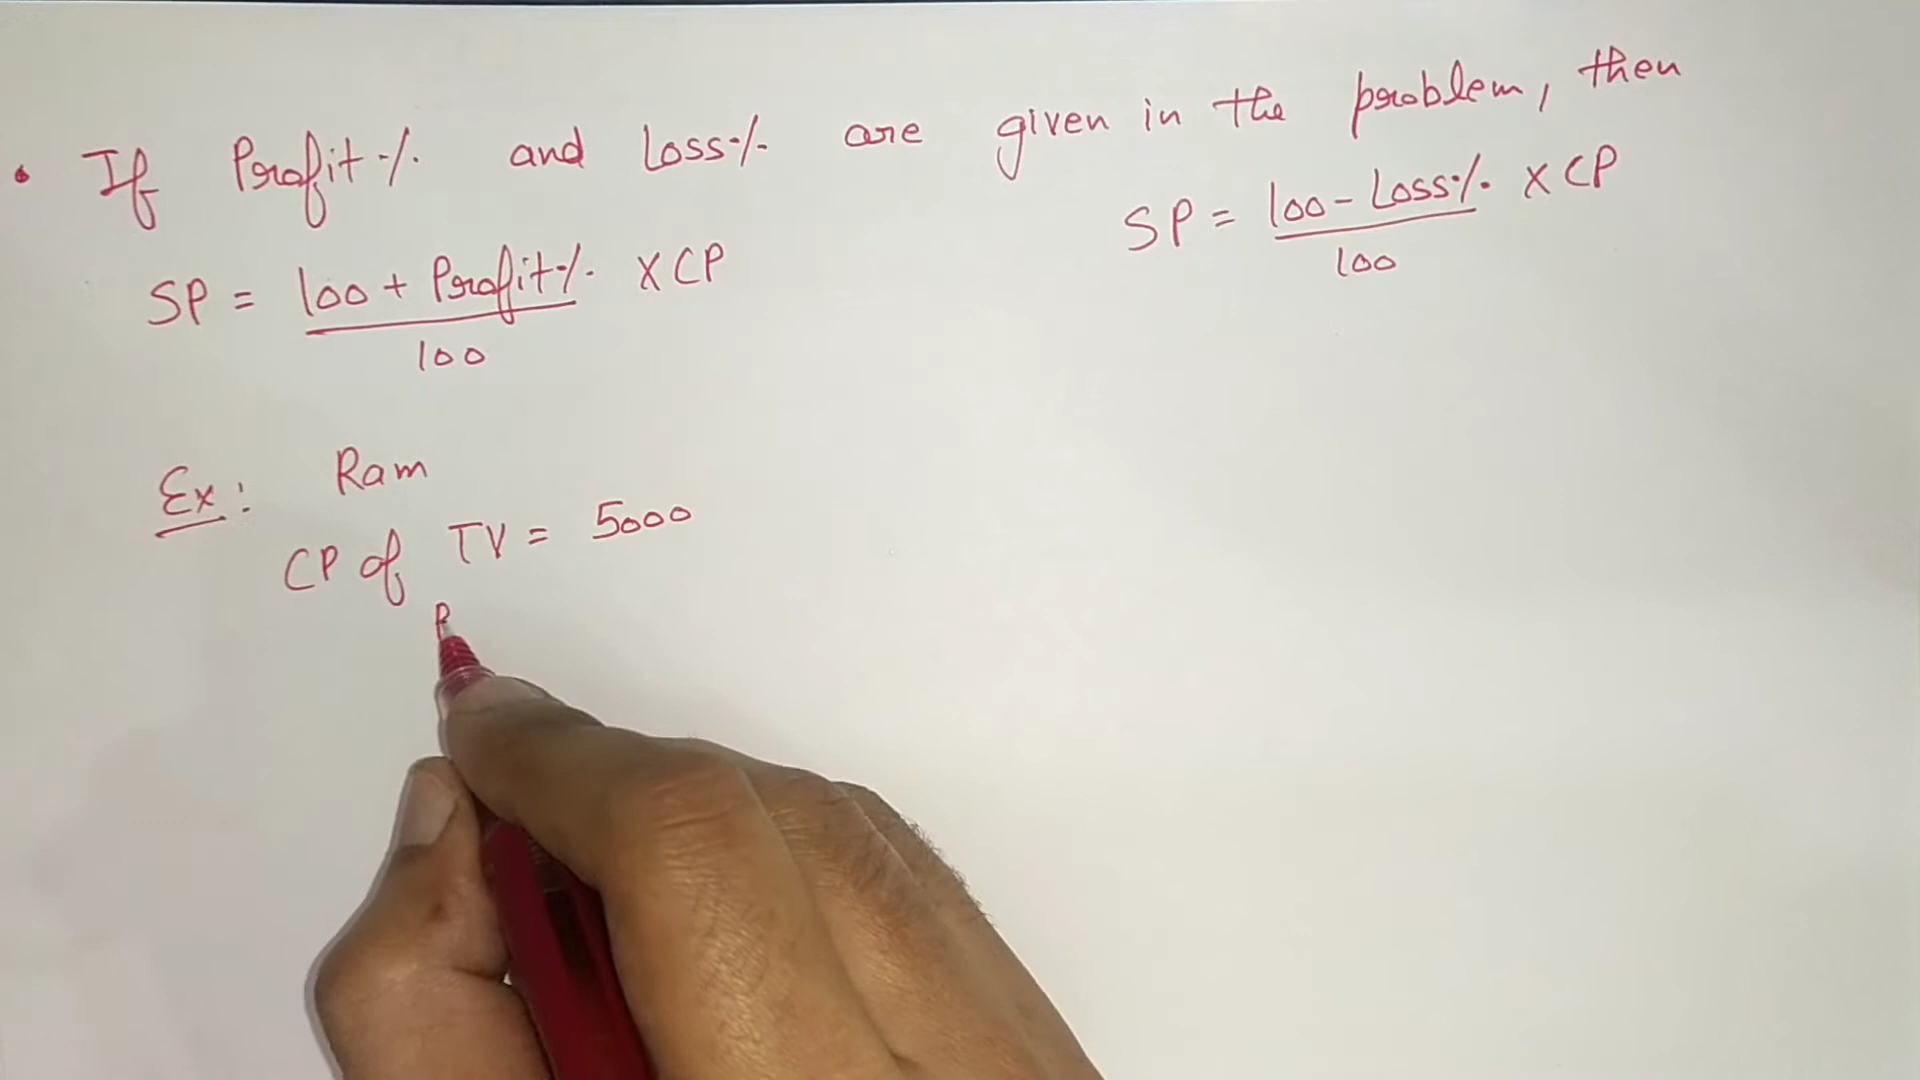 • If Profit% and Loss% are given in the problem, then
SP = 100 + Profit% X CP
100
SP = 100 - Loss% X CP
100
Ex: Ram
CP of TV = 5000
P